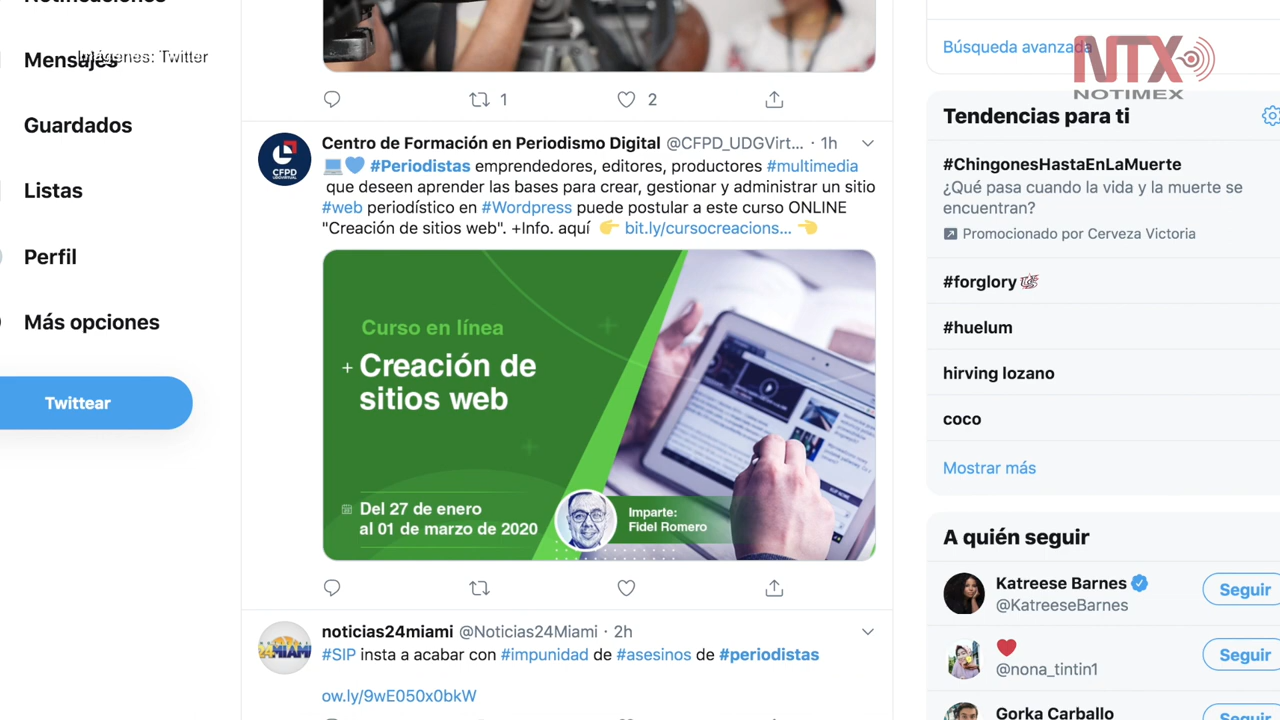 Notificaciones
Mensajes
Imágenes: Twitter
Guardados
Listas
Perfil
Más opciones
Twittear
1
2
Centro de Formación en Periodismo Digital @CFPD_UDGVirt... · 1h
CFPD
UDGVIRTUAL
#Periodistas emprendedores, editores, productores #multimedia
que deseen aprender las bases para crear, gestionar y administrar un sitio
#web periodístico en #Wordpress puede postular a este curso ONLINE
"Creación de sitios web". +Info. aquí 👉 bit.ly/cursocreacions... 👈
Curso en línea
+ Creación de
sitios web
Del 27 de enero
al 01 de marzo de 2020
Imparte:
Fidel Romero
noticias24miami @Noticias24Miami · 2h
24MIAMI
#SIP insta a acabar con #impunidad de #asesinos de #periodistas
ow.ly/9wE050x0bkW
Búsqueda avanzada
NTX
NOTIMEX
Tendencias para ti
#ChingonesHastaEnLaMuerte
¿Qué pasa cuando la vida y la muerte se
encuentran?
Promocionado por Cerveza Victoria
#forglory
#huelum
hirving lozano
coco
Mostrar más
A quién seguir
Katreese Barnes
@KatreeseBarnes
Seguir
❤️
@nona_tintin1
Seguir
Gorka Carballo
Seguir